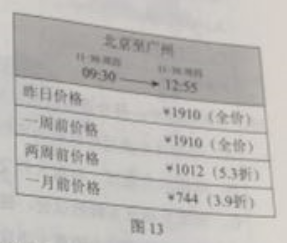 北京至广州
09:30 → 12:55
昨日价格 ¥1910（全价）
一周前价格 ¥1910（全价）
两周前价格 ¥1012（5.3折）
一月前价格 ¥744（3.9折）
图13